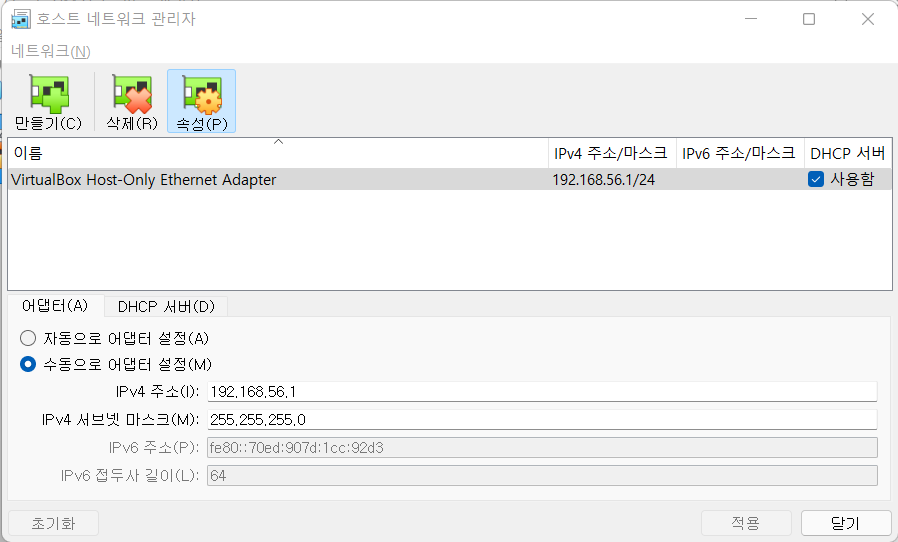 호스트 네트워크 관리자
네트워크(N)
만들기(C) 삭제(R) 속성(P)
이름 IPv4 주소/마스크 IPv6 주소/마스크 DHCP 서버
VirtualBox Host-Only Ethernet Adapter 192.168.56.1/24 사용함
어댑터(A) DHCP 서버(D)
자동으로 어댑터 설정(A)
수동으로 어댑터 설정(M)
IPv4 주소(I): 192.168.56.1
IPv4 서브넷 마스크(M): 255.255.255.0
IPv6 주소(P): fe80::70ed:907d:1cc:92d3
IPv6 접두사 길이(L): 64
초기화 적용 닫기